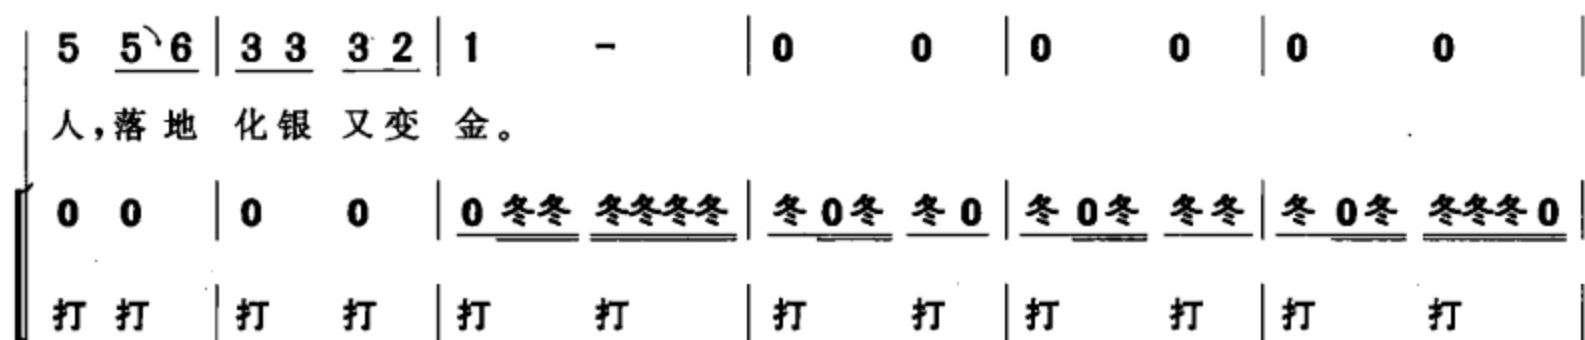 5 5 6 | 3 3 3 2 | 1 - | 0 0 | 0 0 | 0 0 |
人，落 地 化银 又变 金。
0 0 | 0 0 | 0 冬冬 冬冬冬冬 | 冬 0冬 冬 0 | 冬 0冬 冬冬 | 冬 0冬 冬冬冬0 |
打 打 | 打 打 | 打 打 | 打 打 | 打 打 | 打 打 |